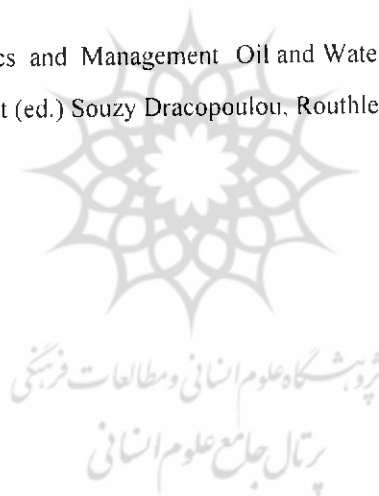 cs and Management Oil and Wate
t (ed.) Souzy Dracopoulou, Routhle
پژوهشگاه علوم انسانی و مطالعات فرهنگی
پرتال جامع علوم انسانی